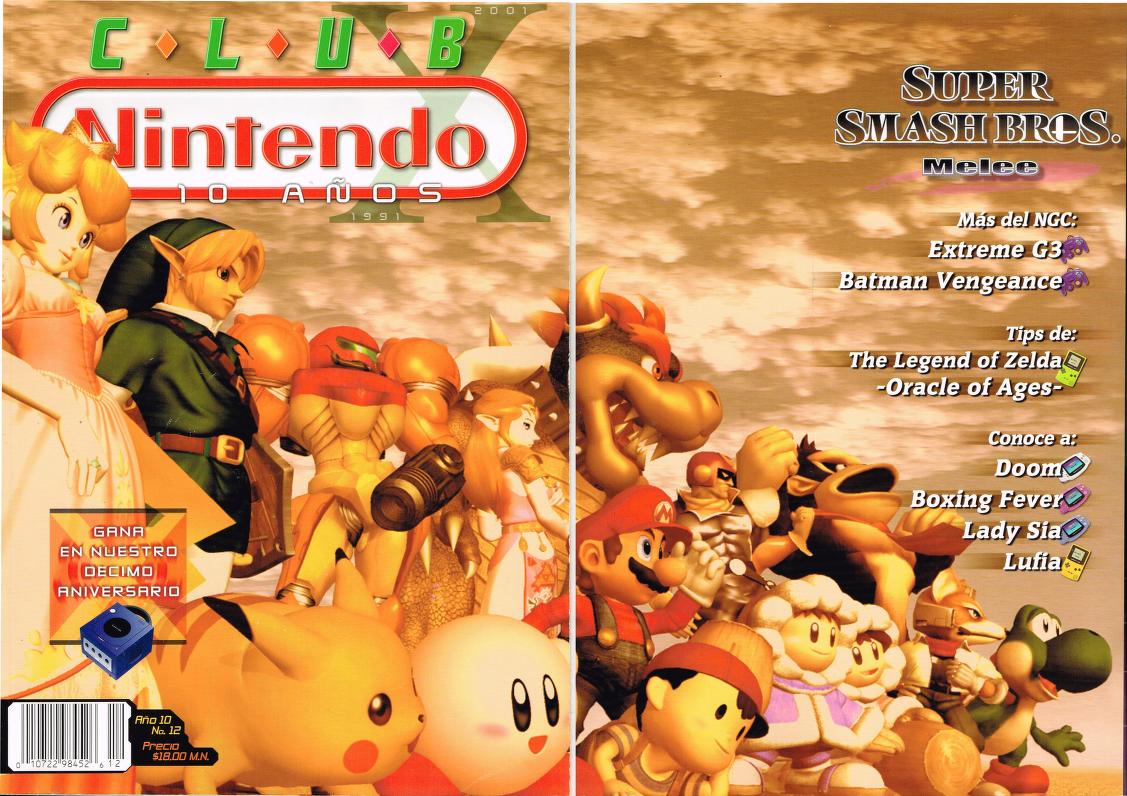 2001
C·L·U·B
Nintendo
10 AÑOS
1991
GANA
EN NUESTRO
DECIMO
ANIVERSARIO
Año 10
No. 12
Precio
$18.00 M.N.
0 10722 98452 6 12
SUPER
SMASH BROS.
Melee
Más del NGC:
Extreme G3
Batman Vengeance
Tips de:
The Legend of Zelda
-Oracle of Ages-
Conoce a:
Doom
Boxing Fever
Lady Sia
Lufia
M